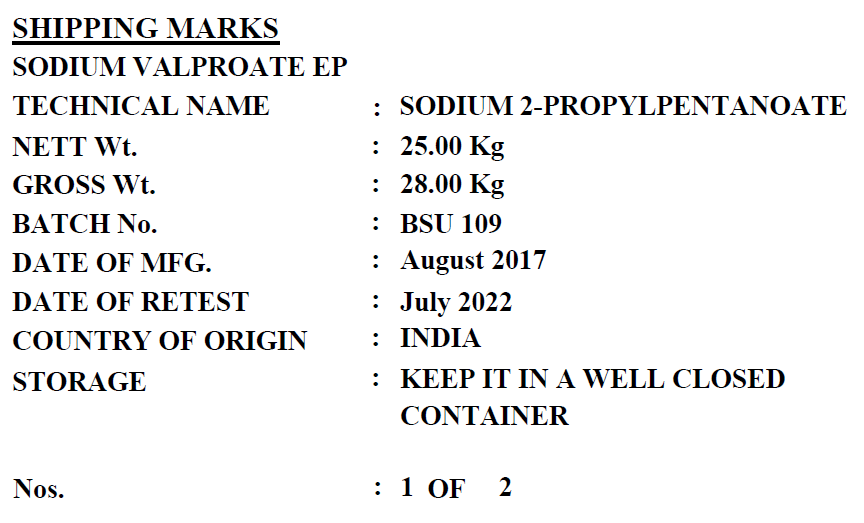 SHIPPING MARKS
SODIUM VALPROATE EP
TECHNICAL NAME : SODIUM 2-PROPYLPENTANOATE
NETT Wt. : 25.00 Kg
GROSS Wt. : 28.00 Kg
BATCH No. : BSU 109
DATE OF MFG. : August 2017
DATE OF RETEST : July 2022
COUNTRY OF ORIGIN : INDIA
STORAGE : KEEP IT IN A WELL CLOSED
CONTAINER
Nos. : 1 OF 2